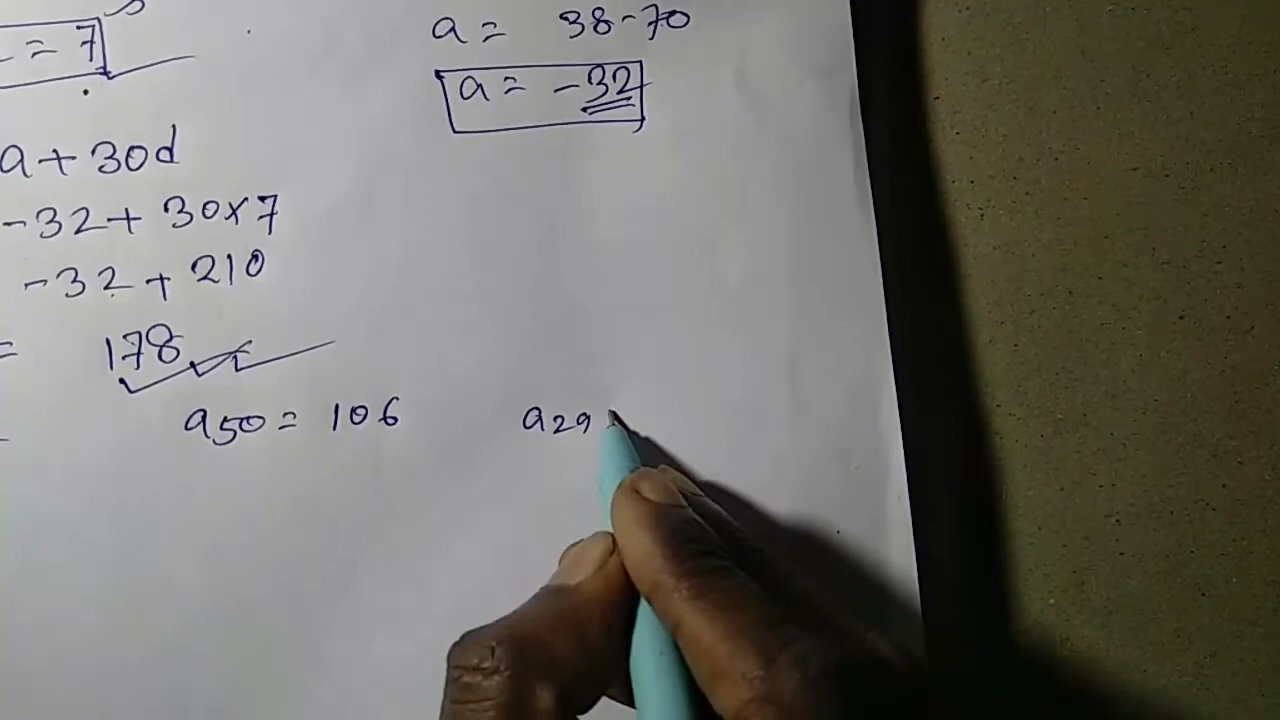 = 7
a = 38-70
a = -32
a + 30d
-32 + 30×7
-32 + 210
= 178
a50 = 106 a29